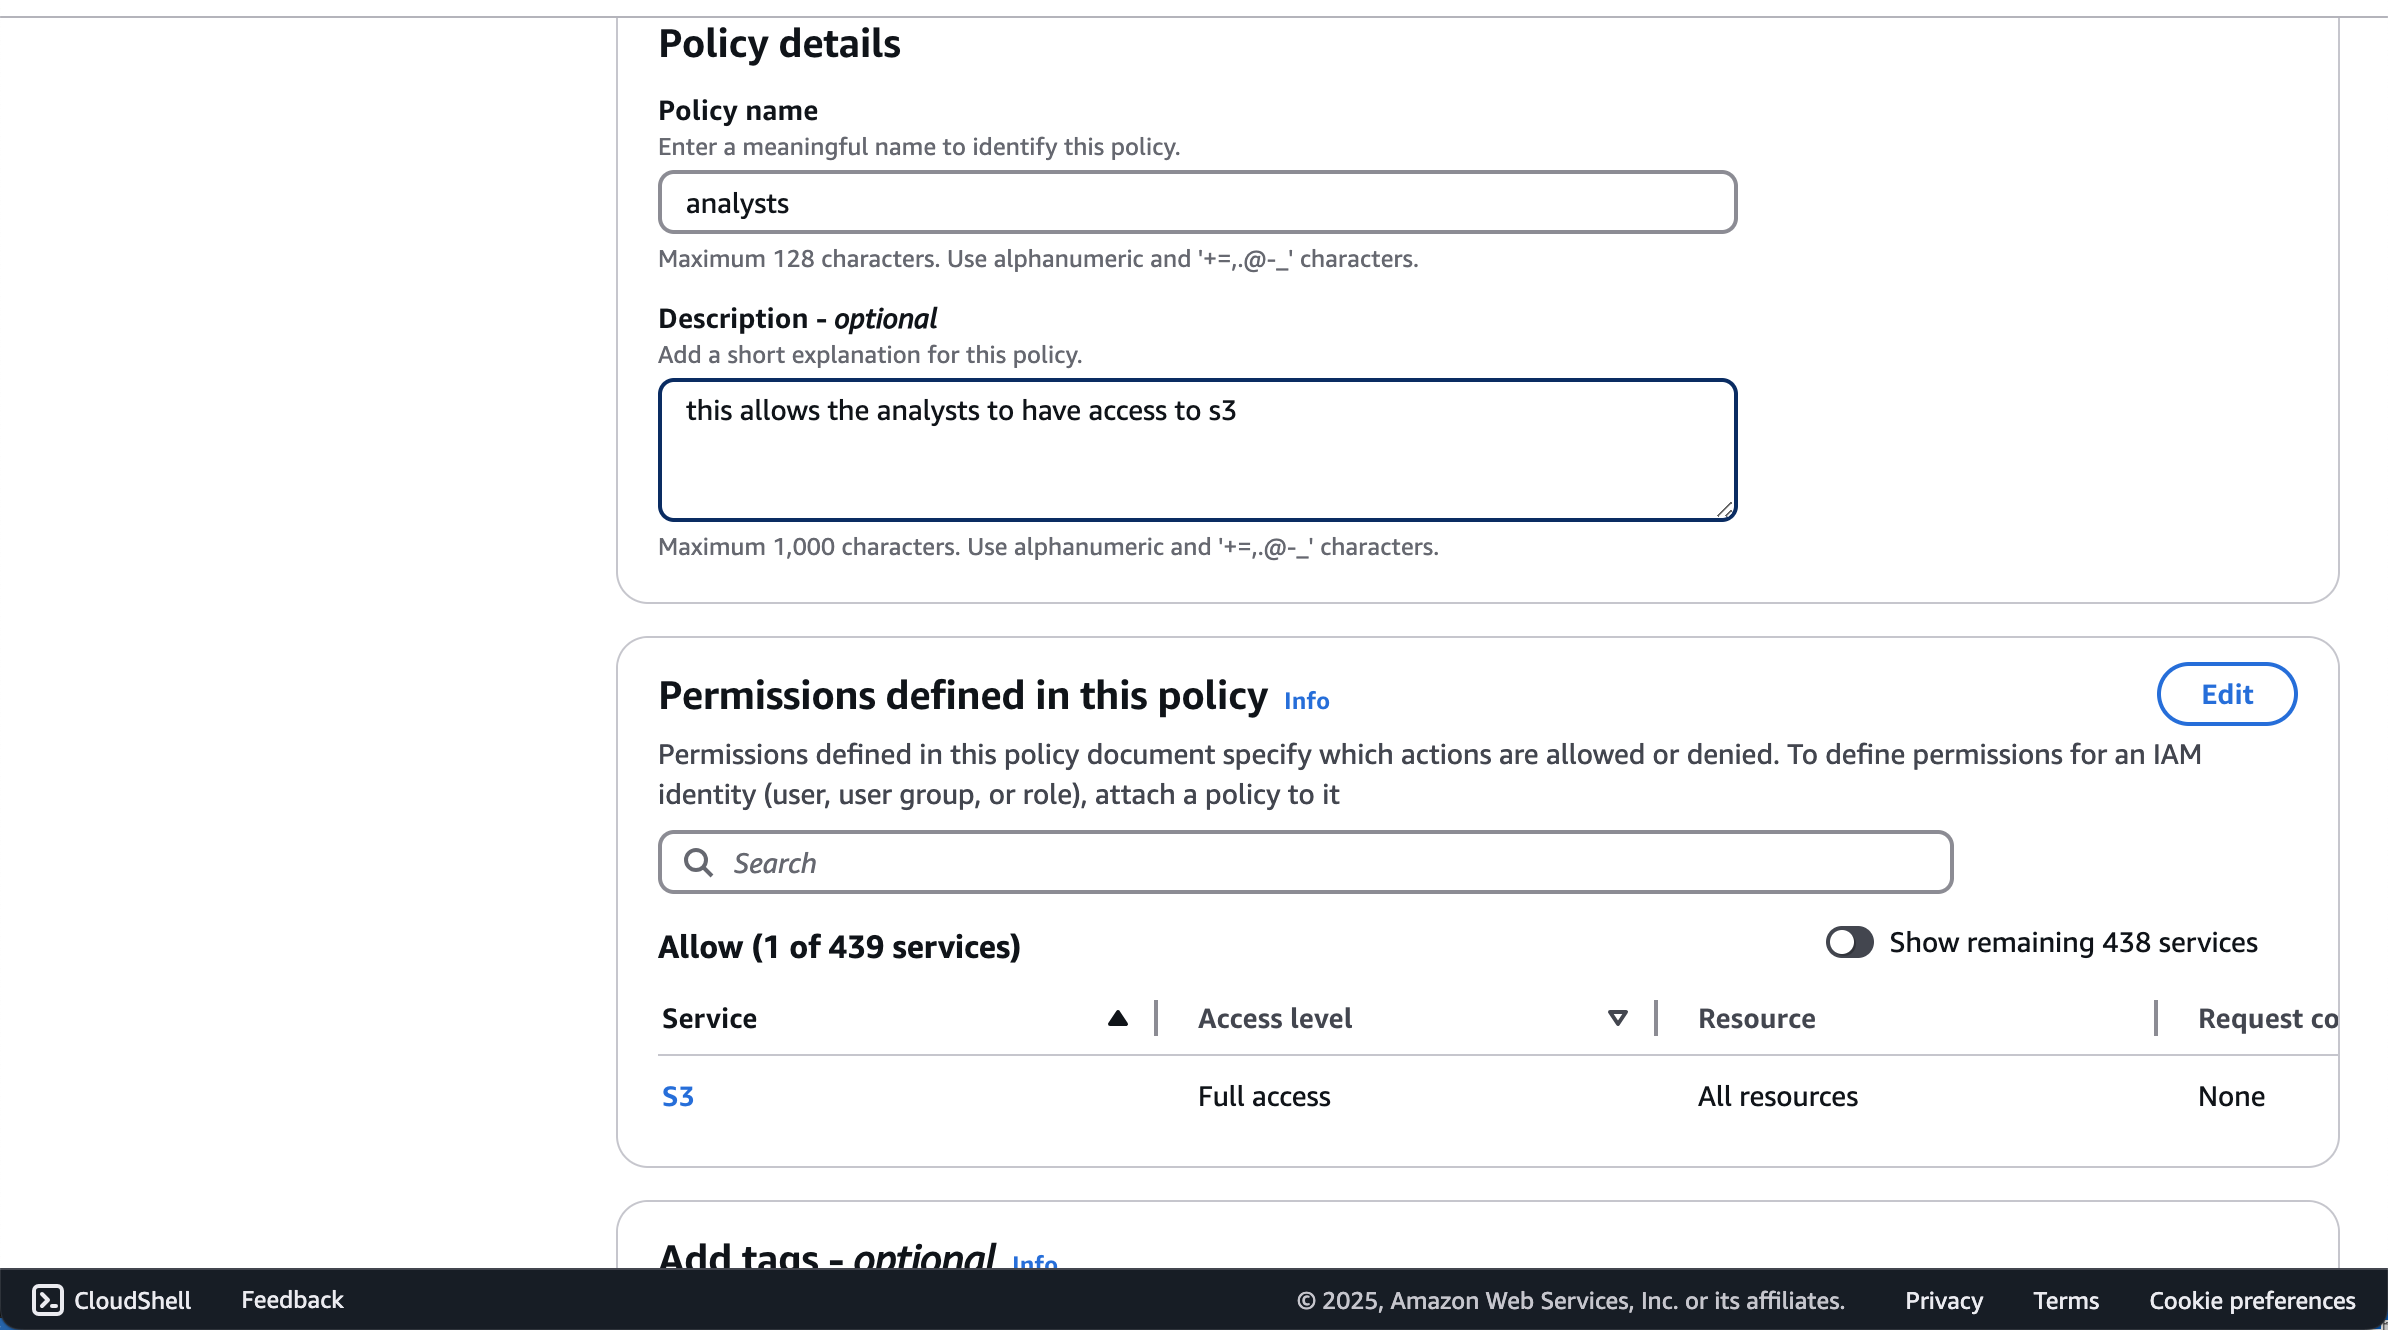 Policy details
Policy name
Enter a meaningful name to identify this policy.
analysts
Maximum 128 characters. Use alphanumeric and '+=,.@-_' characters.
Description - optional
Add a short explanation for this policy.
this allows the analysts to have access to s3
Maximum 1,000 characters. Use alphanumeric and '+=,.@-_' characters.
Permissions defined in this policy Info
Edit
Permissions defined in this policy document specify which actions are allowed or denied. To define permissions for an IAM
identity (user, user group, or role), attach a policy to it
Search
Allow (1 of 439 services)
Show remaining 438 services
Service Access level Resource Request co
S3 Full access All resources None
Add tags - optional Info
CloudShell Feedback © 2025, Amazon Web Services, Inc. or its affiliates. Privacy Terms Cookie preferences